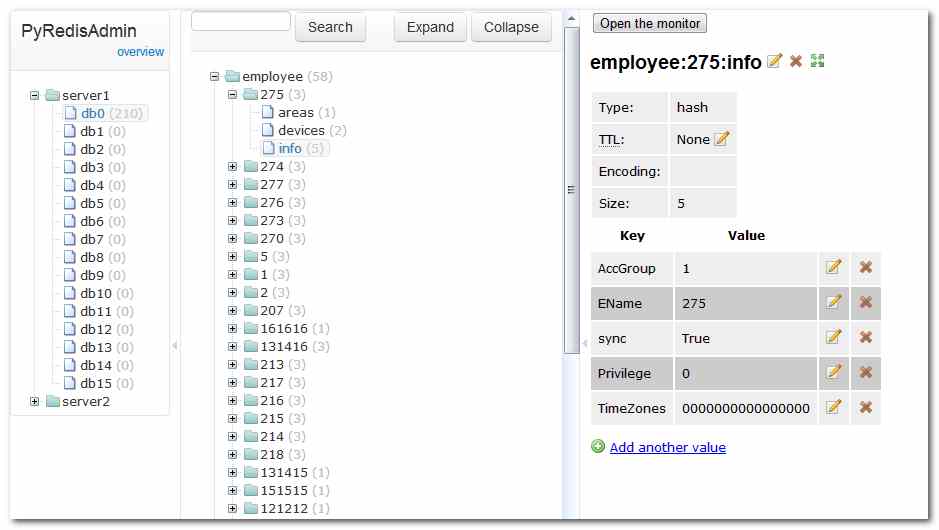 PyRedisAdmin
overview
server1
db0 (210)
db1 (0)
db2 (0)
db3 (0)
db4 (0)
db5 (0)
db6 (0)
db7 (0)
db8 (0)
db9 (0)
db10 (0)
db11 (0)
db12 (0)
db13 (0)
db14 (0)
db15 (0)
server2
Search
Expand
Collapse
employee (58)
275 (3)
areas (1)
devices (2)
info (5)
274 (3)
277 (3)
276 (3)
273 (3)
270 (3)
5 (3)
1 (3)
2 (3)
207 (3)
161616 (1)
131416 (3)
213 (3)
217 (3)
216 (3)
215 (3)
214 (3)
218 (3)
131415 (1)
151515 (1)
121212 (1)
Open the monitor
employee:275:info
Type: hash
TTL: None
Encoding:
Size: 5
Key Value
AccGroup 1
EName 275
sync True
Privilege 0
TimeZones 0000000000000000
Add another value